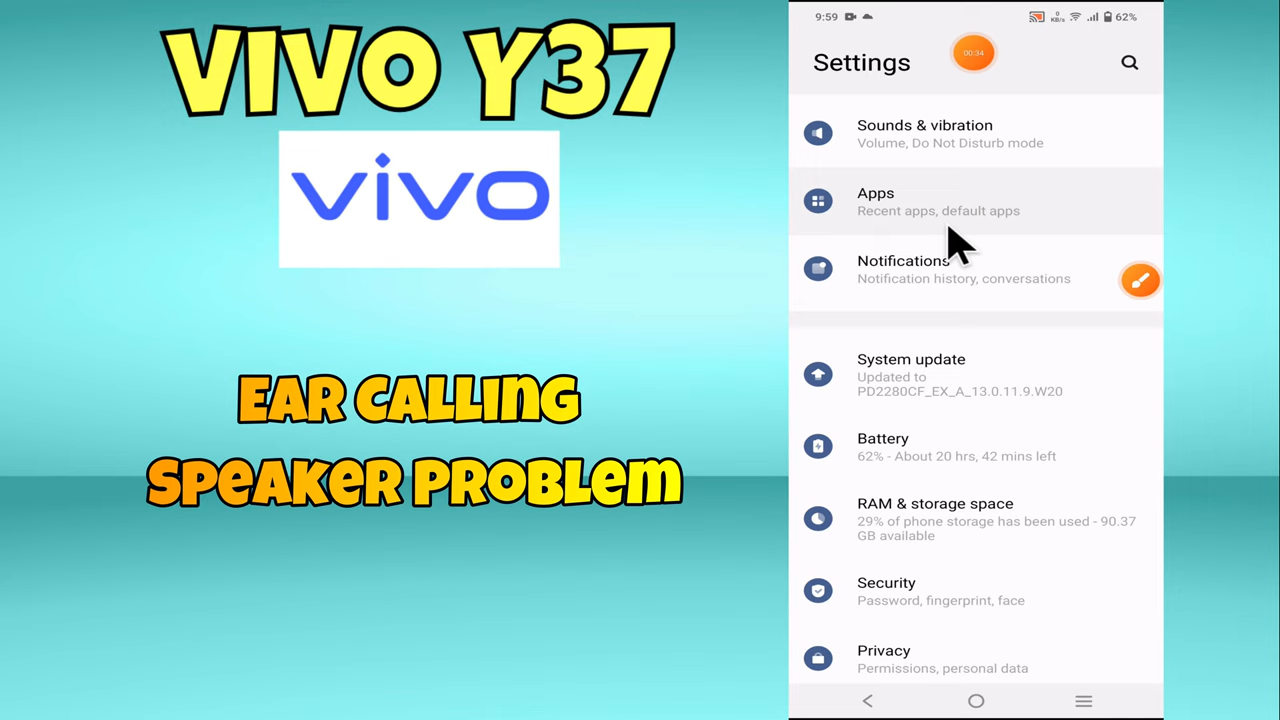 VIVO Y37
vivo
EAR CALLING
SPEAKER PROBLEM
9:59
0
KB/s
62%
Settings
00:34
Sounds & vibration
Volume, Do Not Disturb mode
Apps
Recent apps, default apps
Notifications
Notification history, conversations
System update
Updated to
PD2280CF_EX_A_13.0.11.9.W20
Battery
62% - About 20 hrs, 42 mins left
RAM & storage space
29% of phone storage has been used - 90.37
GB available
Security
Password, fingerprint, face
Privacy
Permissions, personal data